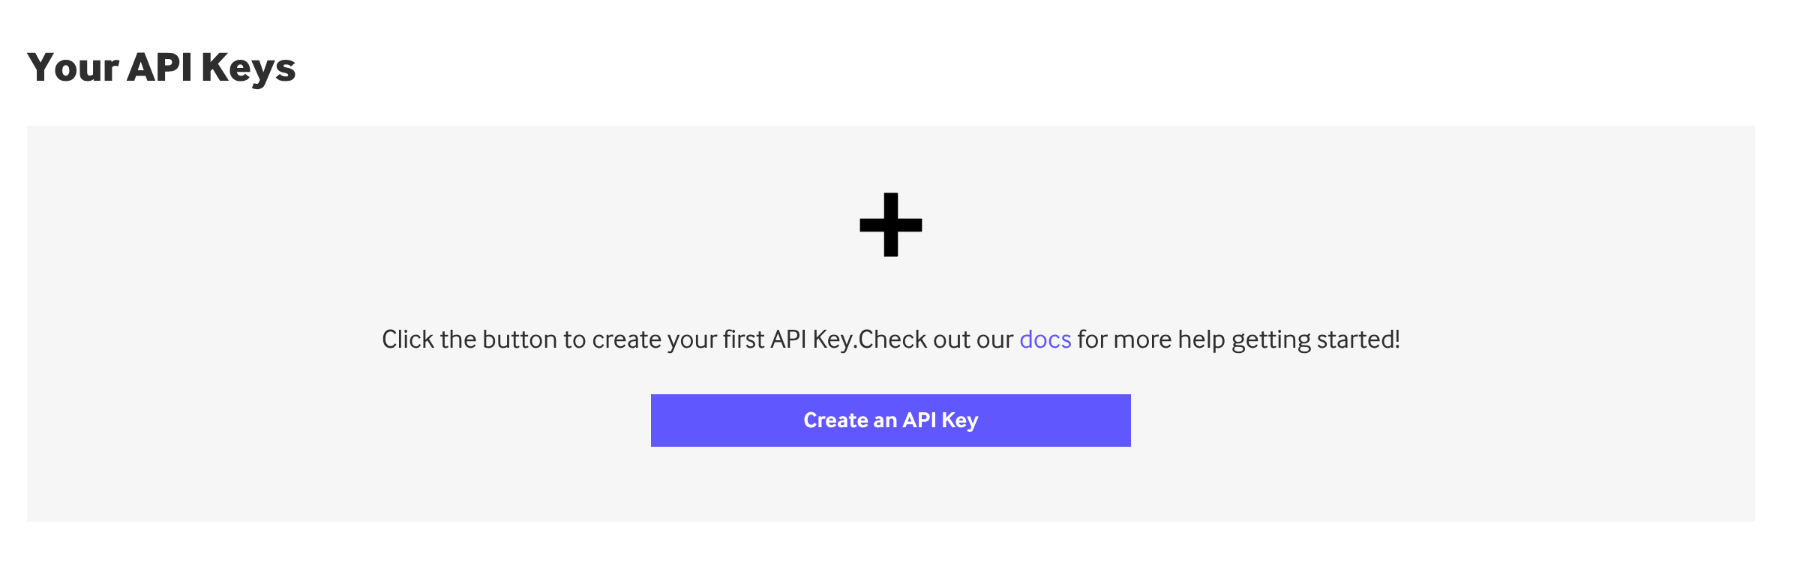 Your API Keys
Click the button to create your first API Key.Check out our docs for more help getting started!
Create an API Key